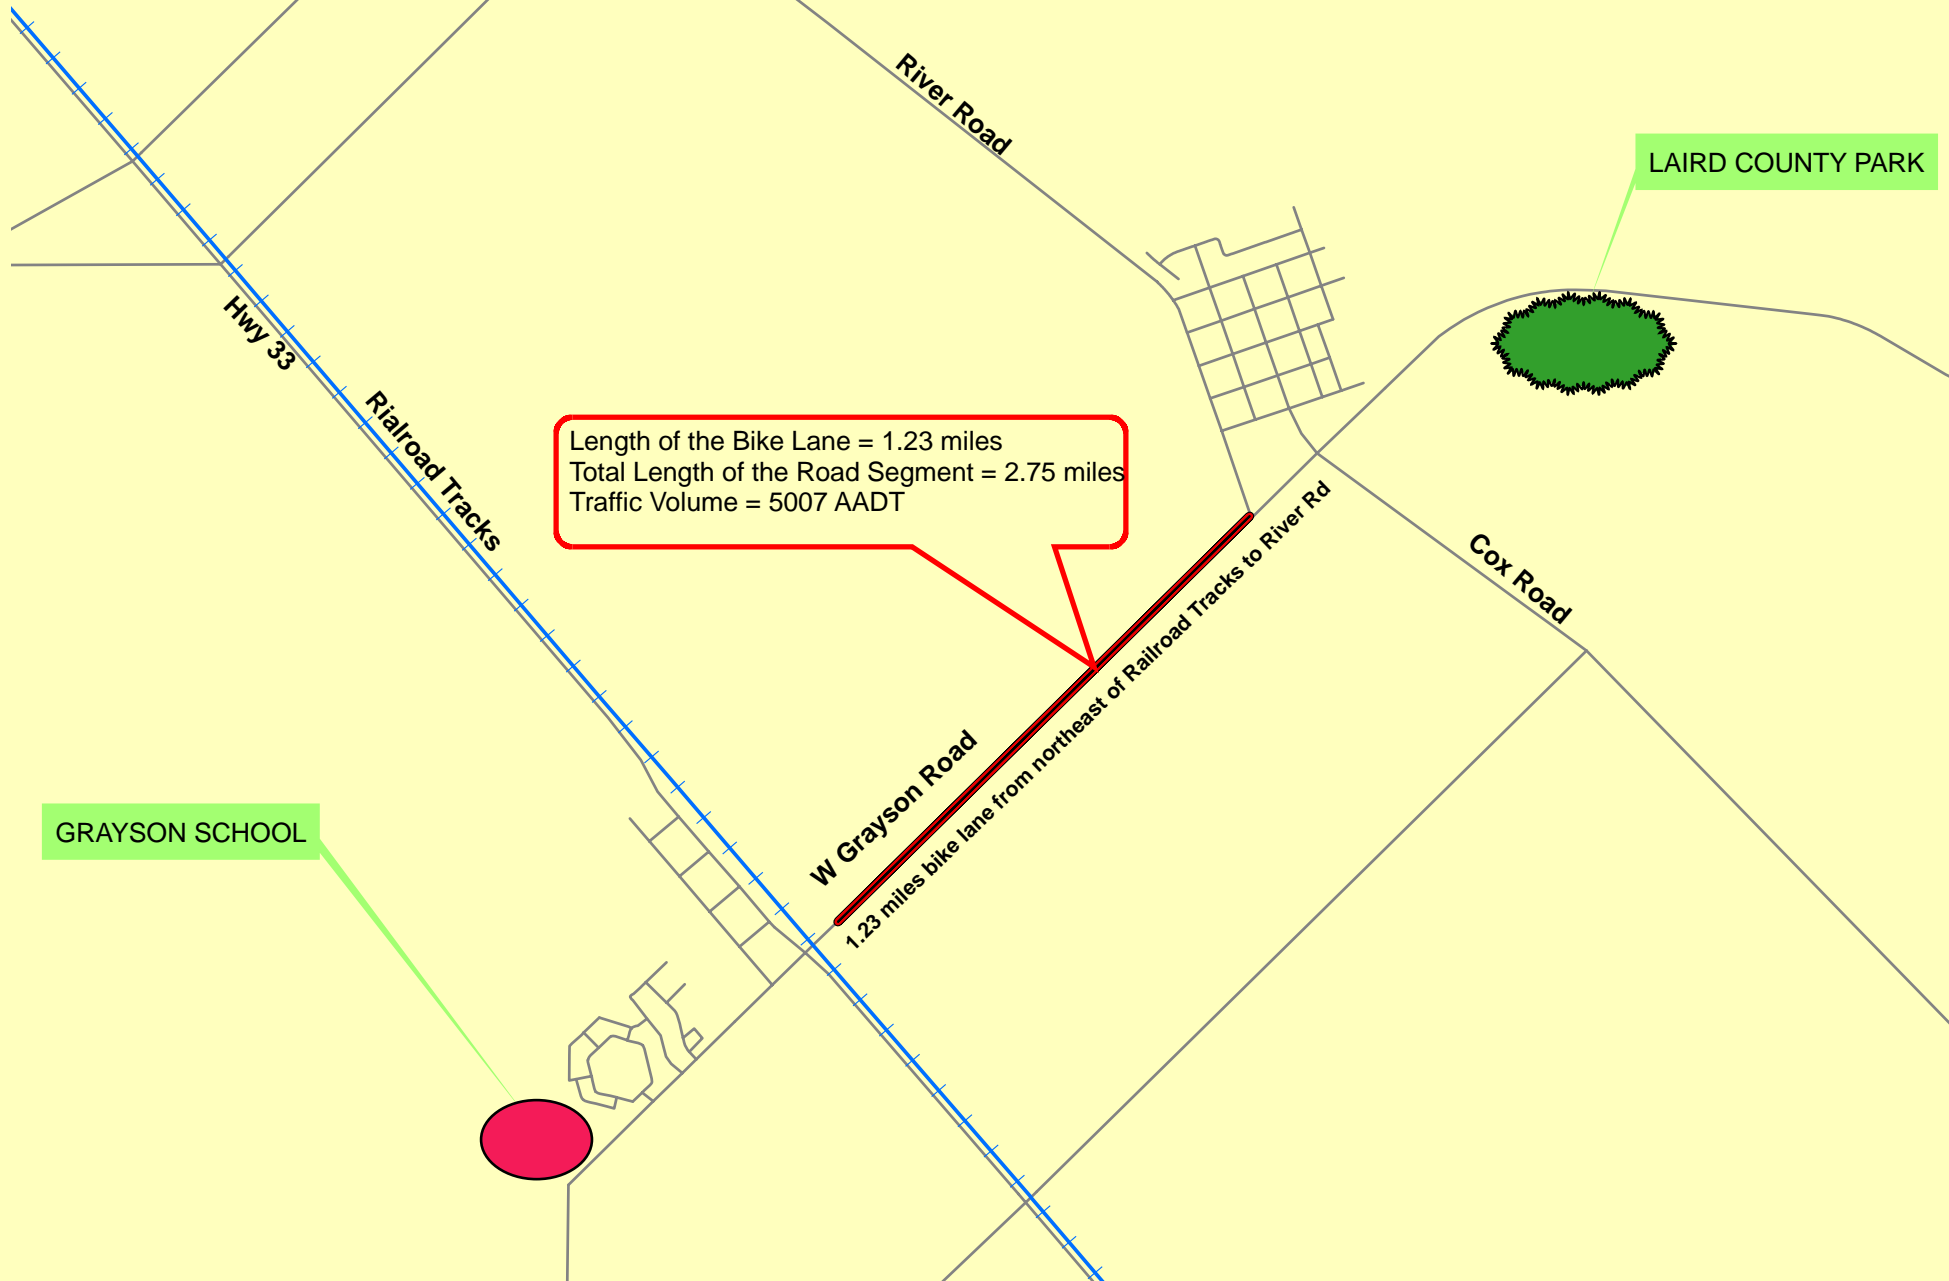 River Road
LAIRD COUNTY PARK
Hwy 33
Rialroad Tracks
Length of the Bike Lane = 1.23 miles
Total Length of the Road Segment = 2.75 miles
Traffic Volume = 5007 AADT
Cox Road
W Grayson Road
1.23 miles bike lane from northeast of Railroad Tracks to River Rd
GRAYSON SCHOOL